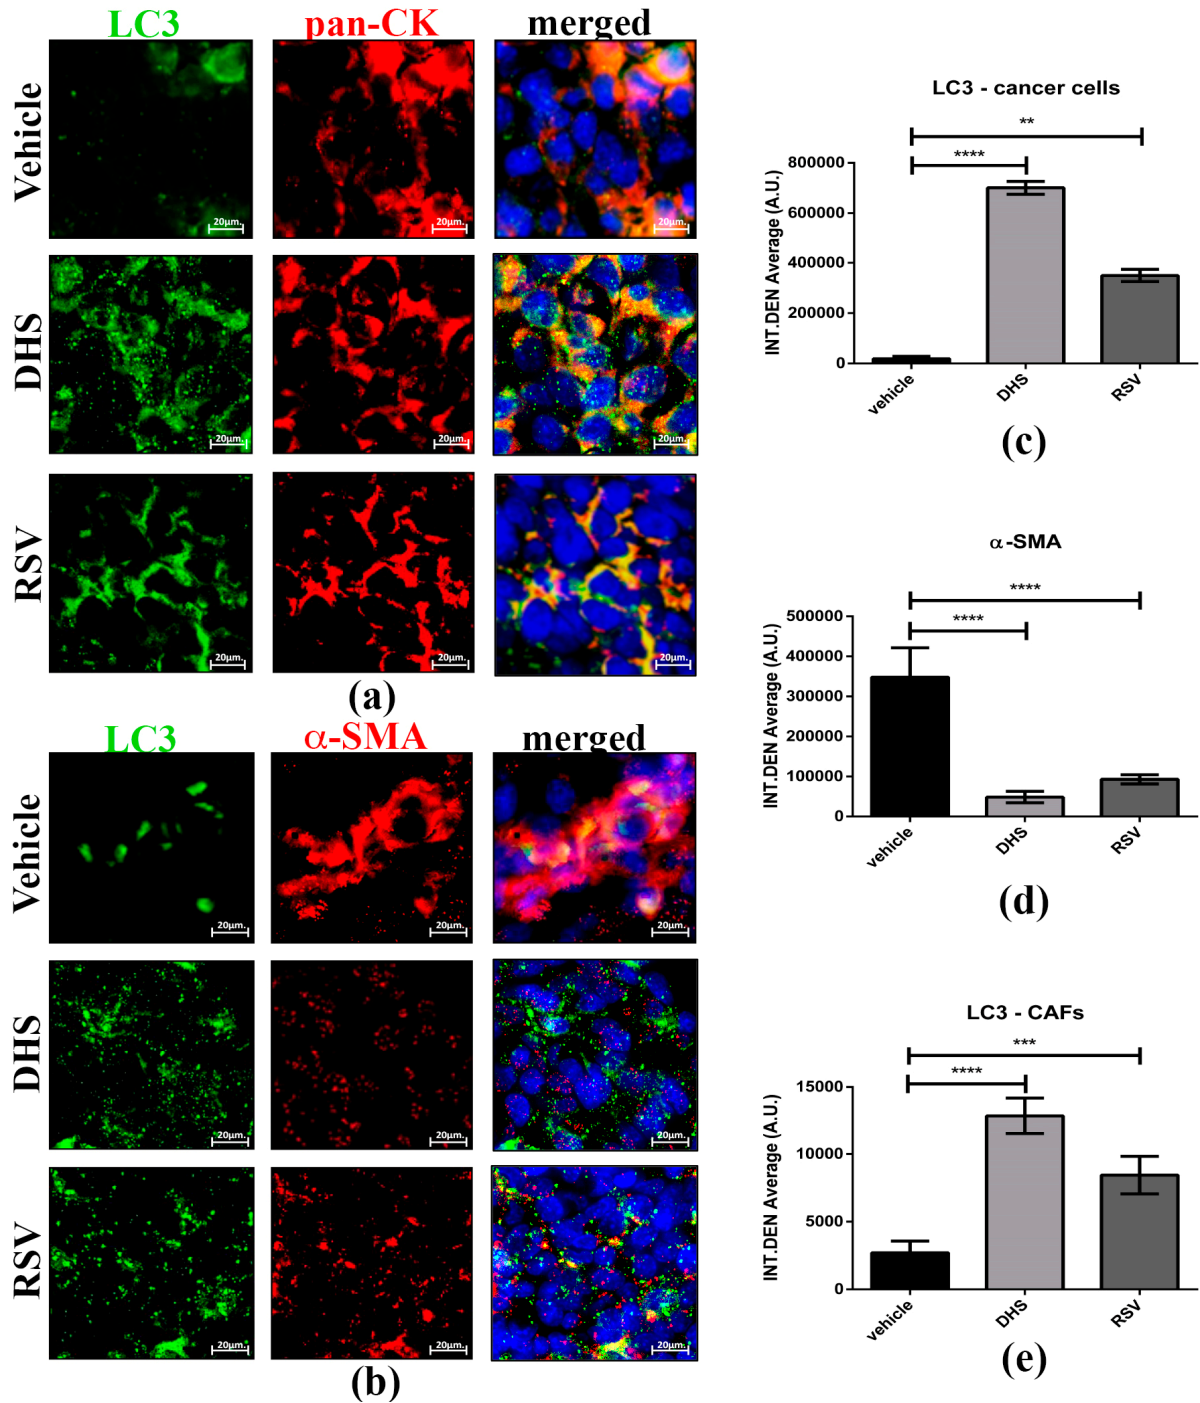 LC3 pan-CK merged
Vehicle
20µm. 20µm. 20µm.
DHS
20µm. 20µm. 20µm.
RSV
20µm. 20µm. 20µm.
(a)
LC3 α-SMA merged
Vehicle
20µm. 20µm. 20µm.
DHS
20µm. 20µm. 20µm.
RSV
20µm. 20µm. 20µm.
(b)
LC3 - cancer cells
**
****
INT.DEN Average (A.U.)
800000
600000
400000
200000
0
vehicle DHS RSV
(c)
α-SMA
****
****
INT.DEN Average (A.U.)
500000
400000
300000
200000
100000
0
vehicle DHS RSV
(d)
LC3 - CAFs
***
****
INT.DEN Average (A.U.)
15000
10000
5000
0
vehicle DHS RSV
(e)